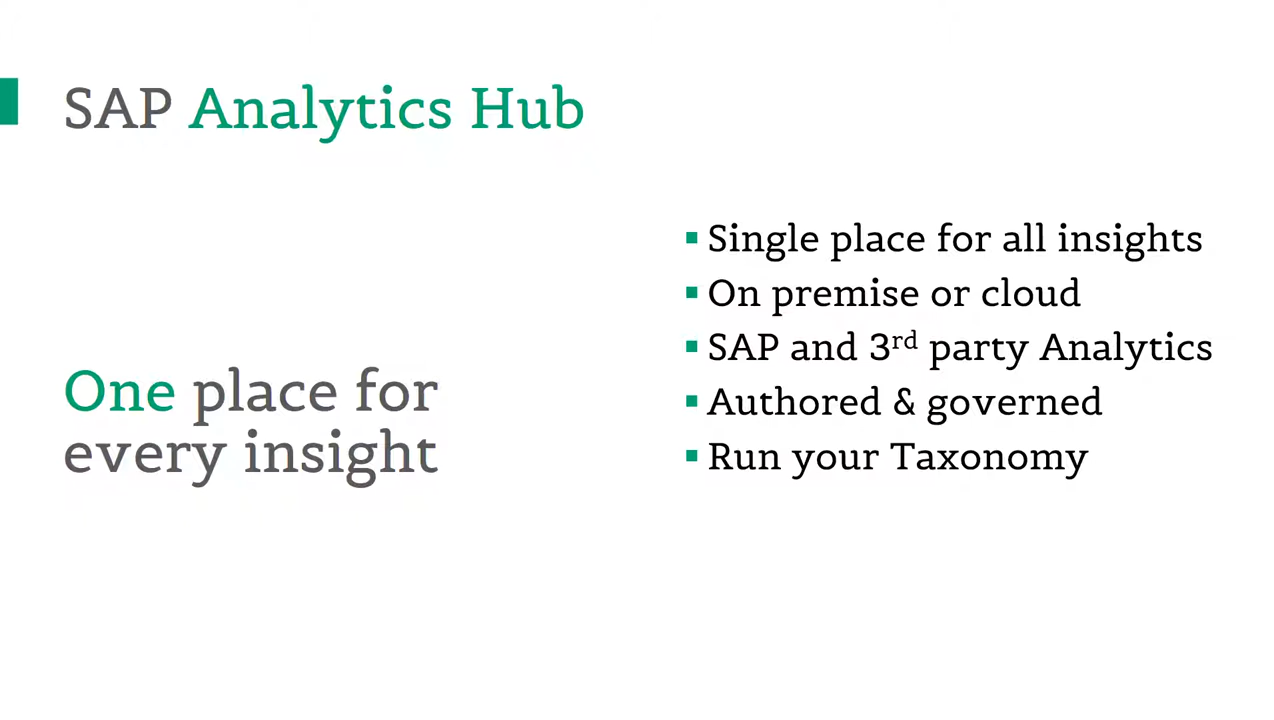 SAP Analytics Hub
One place for
every insight
Single place for all insights
On premise or cloud
SAP and 3rd party Analytics
Authored & governed
Run your Taxonomy